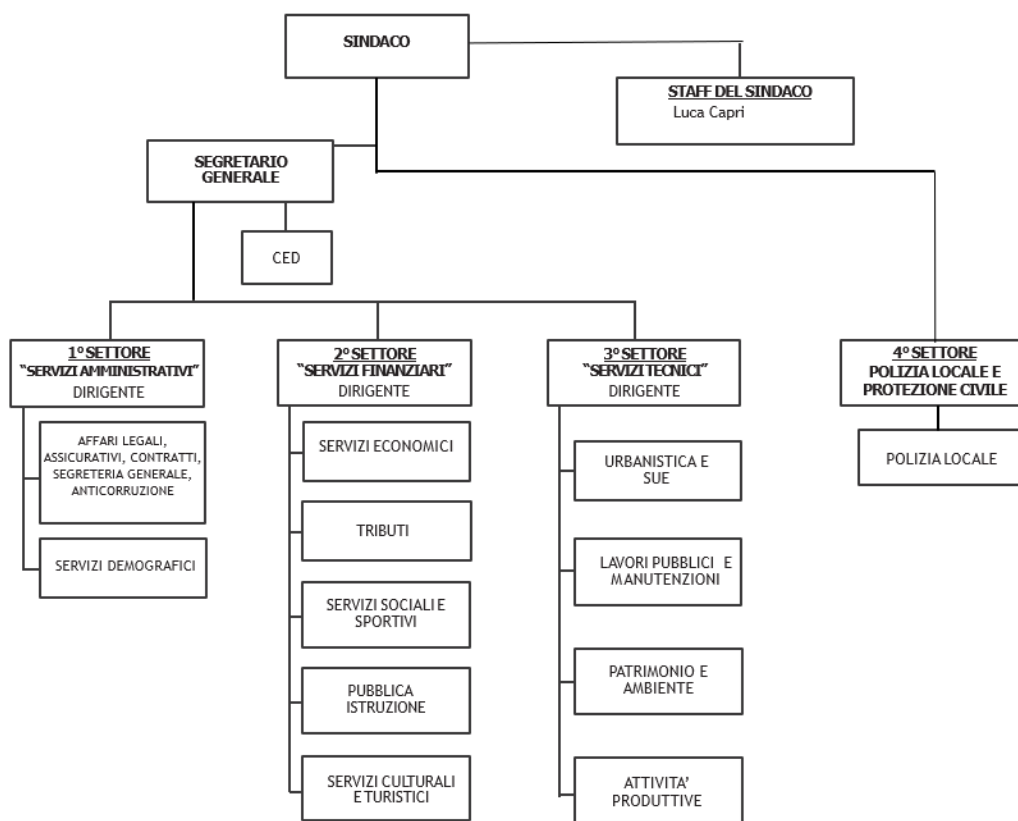 SINDACO
STAFF DEL SINDACO
Luca Capri
SEGRETARIO
GENERALE
CED
1° SETTORE
"SERVIZI AMMINISTRATIVI"
DIRIGENTE
2° SETTORE
"SERVIZI FINANZIARI"
DIRIGENTE
3° SETTORE
"SERVIZI TECNICI"
DIRIGENTE
4° SETTORE
POLIZIA LOCALE E
PROTEZIONE CIVILE
AFFARI LEGALI,
ASSICURATIVI, CONTRATTI,
SEGRETERIA GENERALE,
ANTICORRUZIONE
SERVIZI DEMOGRAFICI
SERVIZI ECONOMICI
TRIBUTI
SERVIZI SOCIALI E
SPORTIVI
PUBBLICA
ISTRUZIONE
SERVIZI CULTURALI
E TURISTICI
URBANISTICA E
SUE
LAVORI PUBBLICI E
MANUTENZIONI
PATRIMONIO E
AMBIENTE
ATTIVITA'
PRODUTTIVE
POLIZIA LOCALE